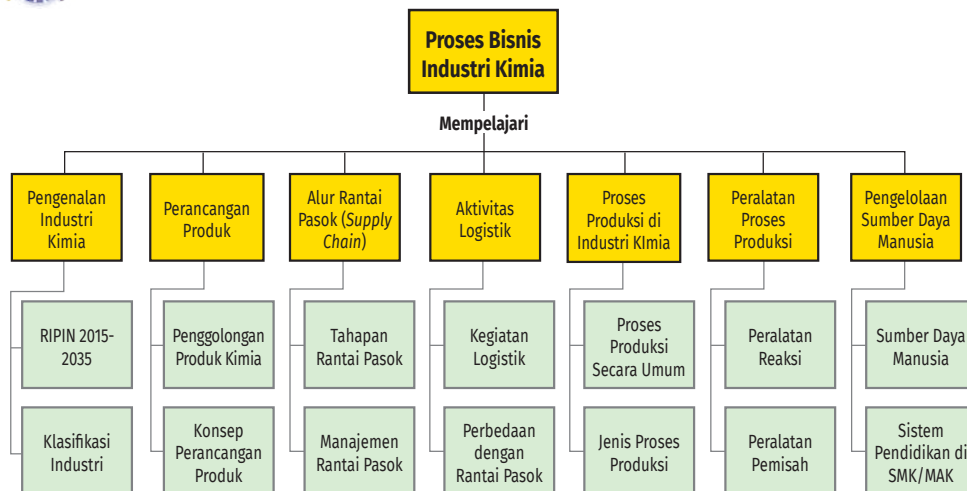 Proses Bisnis
Industri Kimia
Mempelajari
Pengenalan
Industri
Kimia
Perancangan
Produk
Alur Rantai
Pasok (Supply
Chain)
Aktivitas
Logistik
Proses
Produksi di
Industri KImia
Peralatan
Proses
Produksi
Pengelolaan
Sumber Daya
Manusia
RIPIN 2015-
2035
Penggolongan
Produk Kimia
Tahapan
Rantai Pasok
Kegiatan
Logistik
Proses
Produksi
Secara Umum
Peralatan
Reaksi
Sumber Daya
Manusia
Klasifikasi
Industri
Konsep
Perancangan
Produk
Manajemen
Rantai Pasok
Perbedaan
dengan
Rantai Pasok
Jenis Proses
Produksi
Peralatan
Pemisah
Sistem
Pendidikan di
SMK/MAK